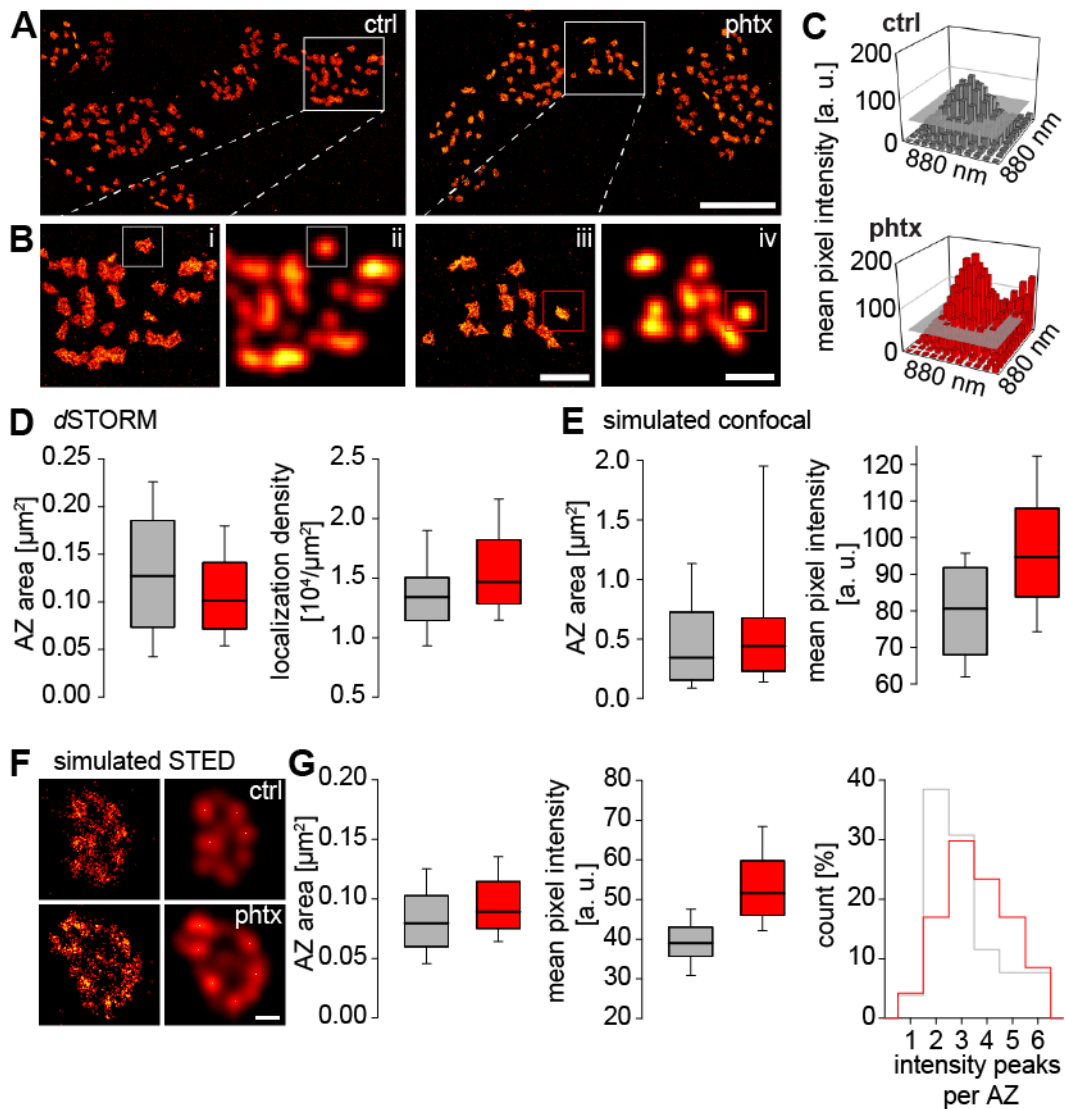 A
ctrl
phtx
C
ctrl
200
100
0
880 nm
880 nm
mean pixel intensity [a. u.]
phtx
200
100
0
880 nm
880 nm
B
i
ii
iii
iv
D dSTORM
AZ area [µm²]
0.25
0.20
0.15
0.10
0.05
0.00
localization density
[10⁴/µm²]
2.5
2.0
1.5
1.0
0.5
E simulated confocal
AZ area [µm²]
2.0
1.5
1.0
0.5
0.0
mean pixel intensity
[a. u.]
120
110
100
90
80
70
60
F simulated STED
ctrl
phtx
G
AZ area [µm²]
0.20
0.15
0.10
0.05
0.00
mean pixel intensity
[a. u.]
80
70
60
50
40
30
20
count [%]
40
30
20
10
0
1 2 3 4 5 6
intensity peaks
per AZ